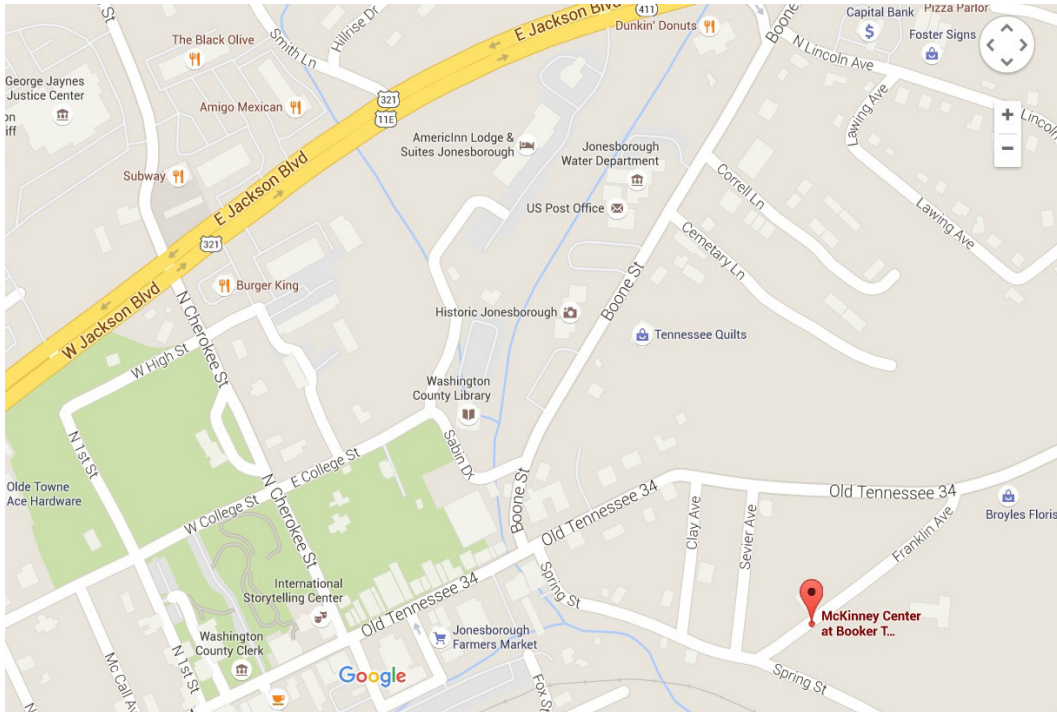 St
The Black Olive
Hillrise Dr
Smith Ln
E Jackson Blvd
411
Dunkin' Donuts
Boone St
Capital Bank
Pizza Parlor
Foster Signs
N Lincoln Ave
Lincoln
George Jaynes
Justice Center
on
iff
Amigo Mexican
321
11E
AmericInn Lodge &
Suites Jonesborough
Jonesborough
Water Department
Lawing Ave
+
−
Subway
E Jackson Blvd
US Post Office
Correll Ln
Lawing Ave
321
Cemetary Ln
W Jackson Blvd
Burger King
N Cherokee St
Historic Jonesborough
Boone St
Tennessee Quilts
W High St
Washington
County Library
N 1st St
Sabin Dr
E College St
Olde Towne
Ace Hardware
W College St
N Cherokee St
Boone St
Old Tennessee 34
Old Tennessee 34
Clay Ave
Sevier Ave
Franklin Ave
Broyles Floris
International
Storytelling Center
Old Tennessee 34
Spring St
McKinney Center
at Booker T...
Washington
County Clerk
Jonesborough
Farmers Market
Mc Call Av
N 1st St
Google
Fox St
Spring St